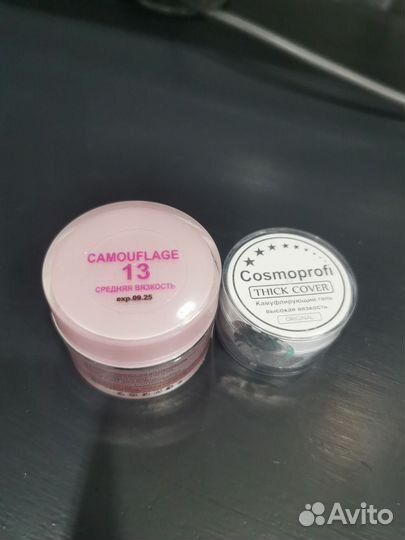 CAMOUFLAGE
13
СРЕДНЯЯ ВЯЗКОСТЬ
exp.09.25
Cosmoprofi
THICK COVER
Камуфлирующий гель
высокая вязкость
ORIGINAL
Avito